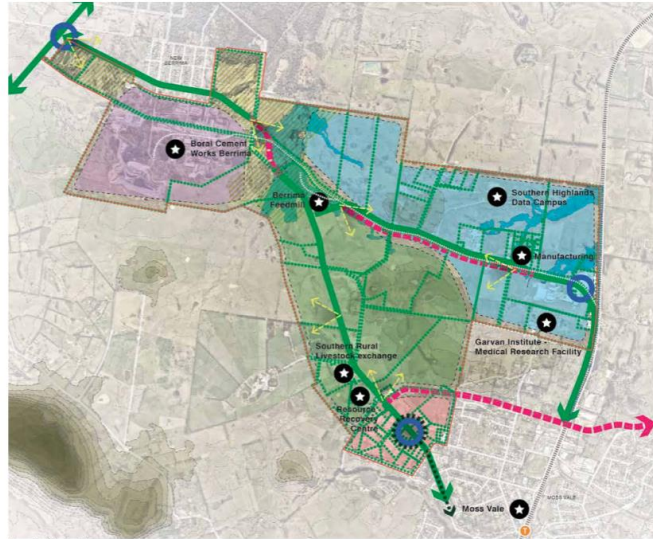 NEW
BERRIMA
Boral Cement
Works Berrima
Berrima
Feedmill
Southern Highlands
Data Campus
Manufacturing
Garvan Institute -
Medical Research Facility
Southern Rural
Livestock exchange
Resource
Recovery
Centre
MOSS VALE
Moss Vale
T